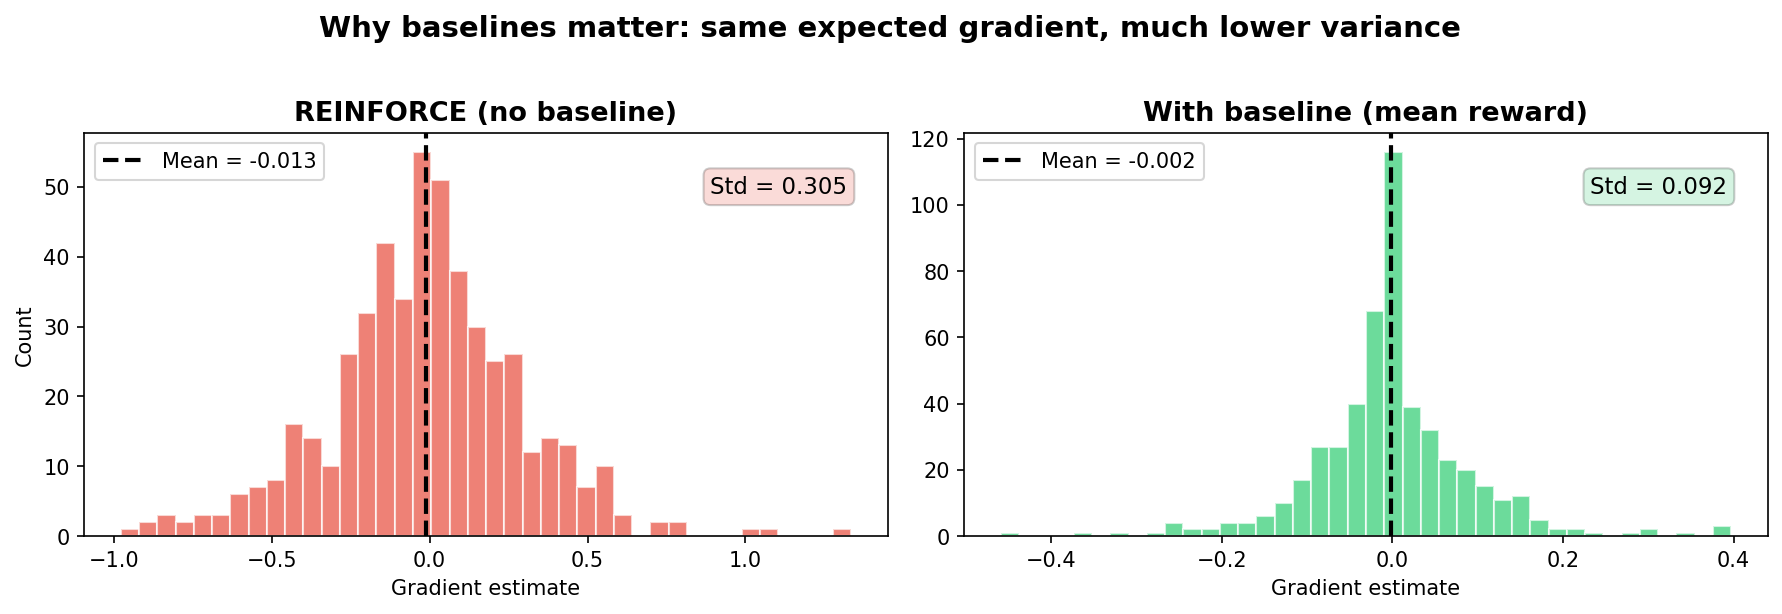 Why baselines matter: same expected gradient, much lower variance
REINFORCE (no baseline)
Mean = -0.013
Std = 0.305
Count
50
40
30
20
10
0
−1.0
−0.5
0.0
0.5
1.0
Gradient estimate
With baseline (mean reward)
Mean = -0.002
Std = 0.092
120
100
80
60
40
20
0
−0.4
−0.2
0.0
0.2
0.4
Gradient estimate